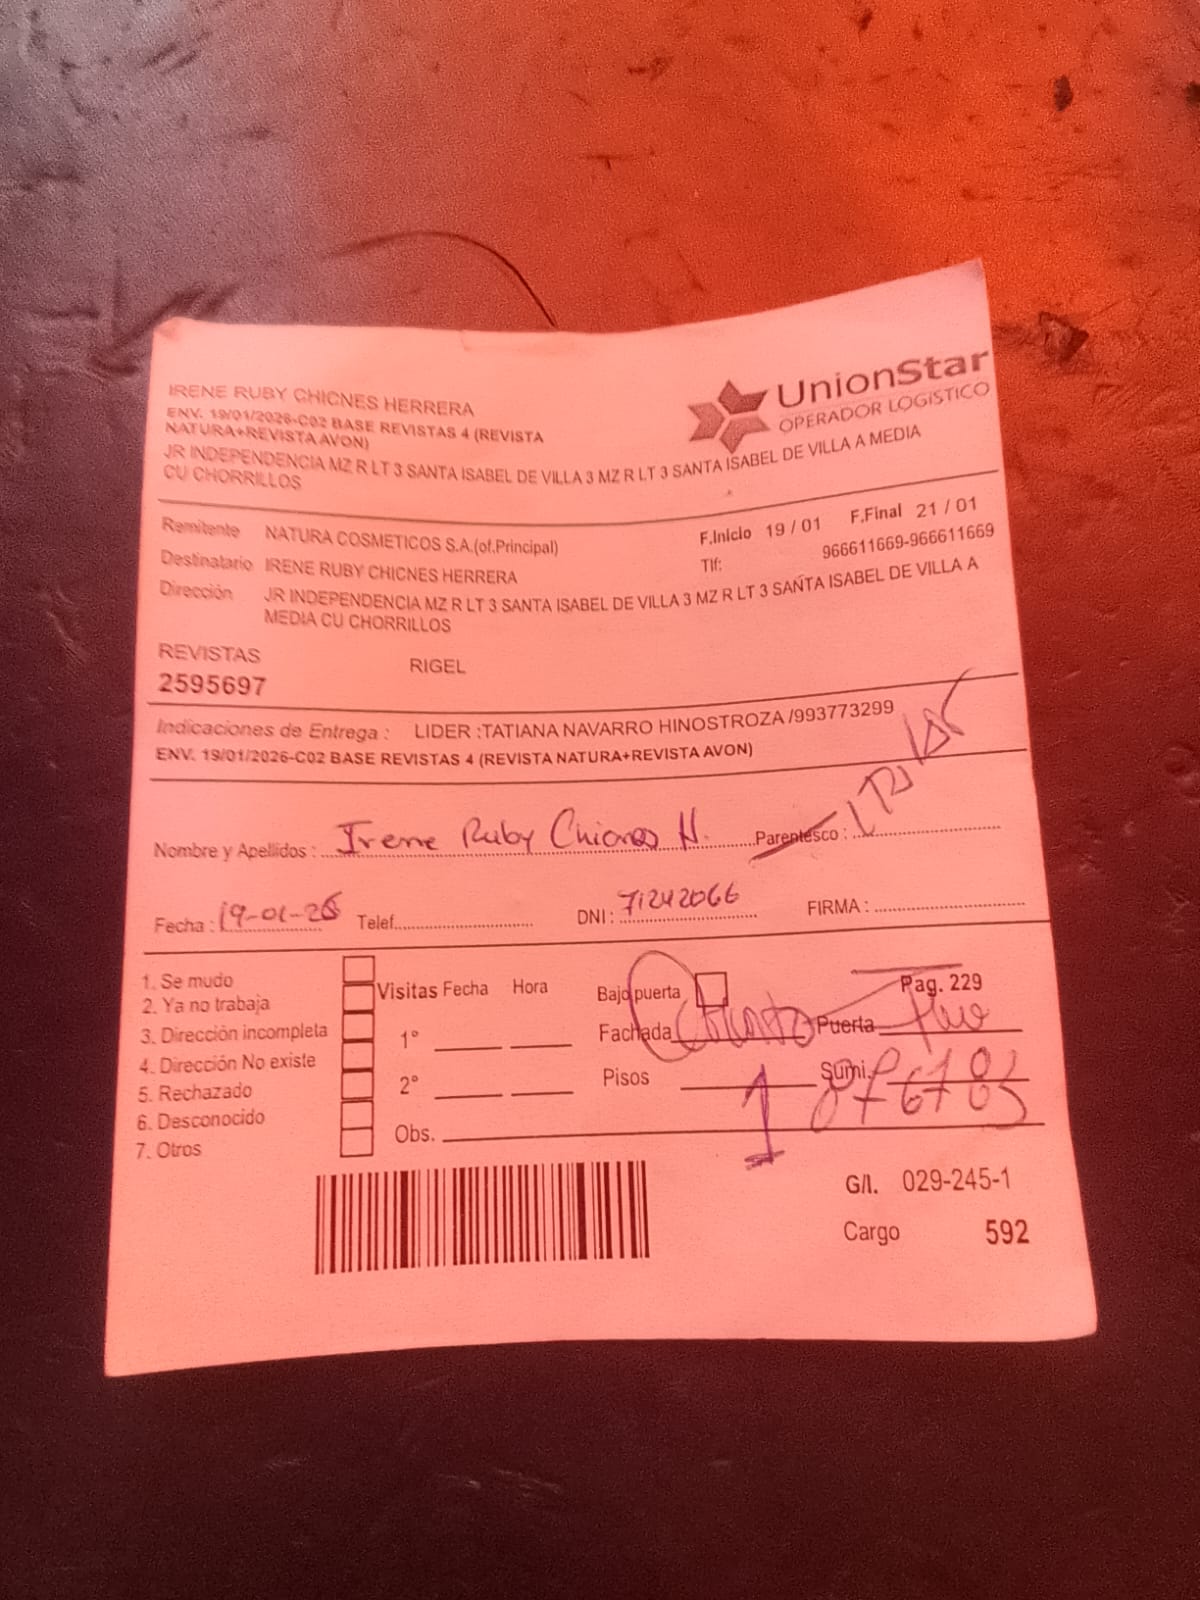 UnionStar
OPERADOR LOGISTICO
IRENE RUBY CHICNES HERRERA
ENV. 19/01/2026-C02 BASE REVISTAS 4 (REVISTA
NATURA+REVISTA AVON)
JR INDEPENDENCIA MZ R LT 3 SANTA ISABEL DE VILLA 3 MZ R LT 3 SANTA ISABEL DE VILLA A MEDIA
CU CHORRILLOS
Remitente NATURA COSMETICOS S.A.(of.Principal) F.Inicio 19 / 01 F.Final 21 / 01
Tlf: 966611669-966611669
Destinatario IRENE RUBY CHICNES HERRERA
Dirección JR INDEPENDENCIA MZ R LT 3 SANTA ISABEL DE VILLA 3 MZ R LT 3 SANTA ISABEL DE VILLA A
MEDIA CU CHORRILLOS
REVISTAS RIGEL
2595697
Indicaciones de Entrega : LIDER :TATIANA NAVARRO HINOSTROZA /993773299
ENV. 19/01/2026-C02 BASE REVISTAS 4 (REVISTA NATURA+REVISTA AVON)
Nombre y Apellidos : Irene Ruby Chicnes H. Parentesco :
Fecha : 19-01-26 Telef. DNI : 71242066 FIRMA :
1. Se mudo
2. Ya no trabaja
3. Dirección incompleta
4. Dirección No existe
5. Rechazado
6. Desconocido
7. Otros
Visitas Fecha Hora
1°
2°
Obs.
Bajo puerta Pag. 229
Fachada Puerta
Pisos 1 Sumi.
G/l. 029-245-1
Cargo 592